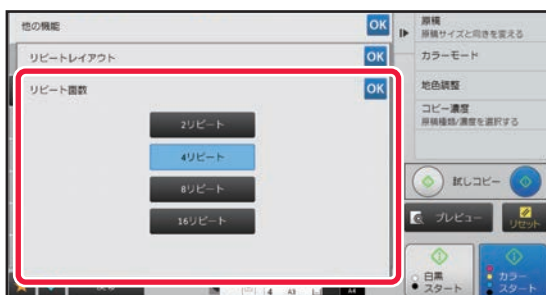 他の機能
OK
リピートレイアウト
OK
リピート面数
OK
2リピート
4リピート
8リピート
16リピート
原稿
原稿サイズと向きを変える
カラーモード
地色調整
コピー濃度
原稿種類/濃度を選択する
試しコピー
プレビュー
リセット
白黒
スタート
カラー
スタート
4
A3
A4